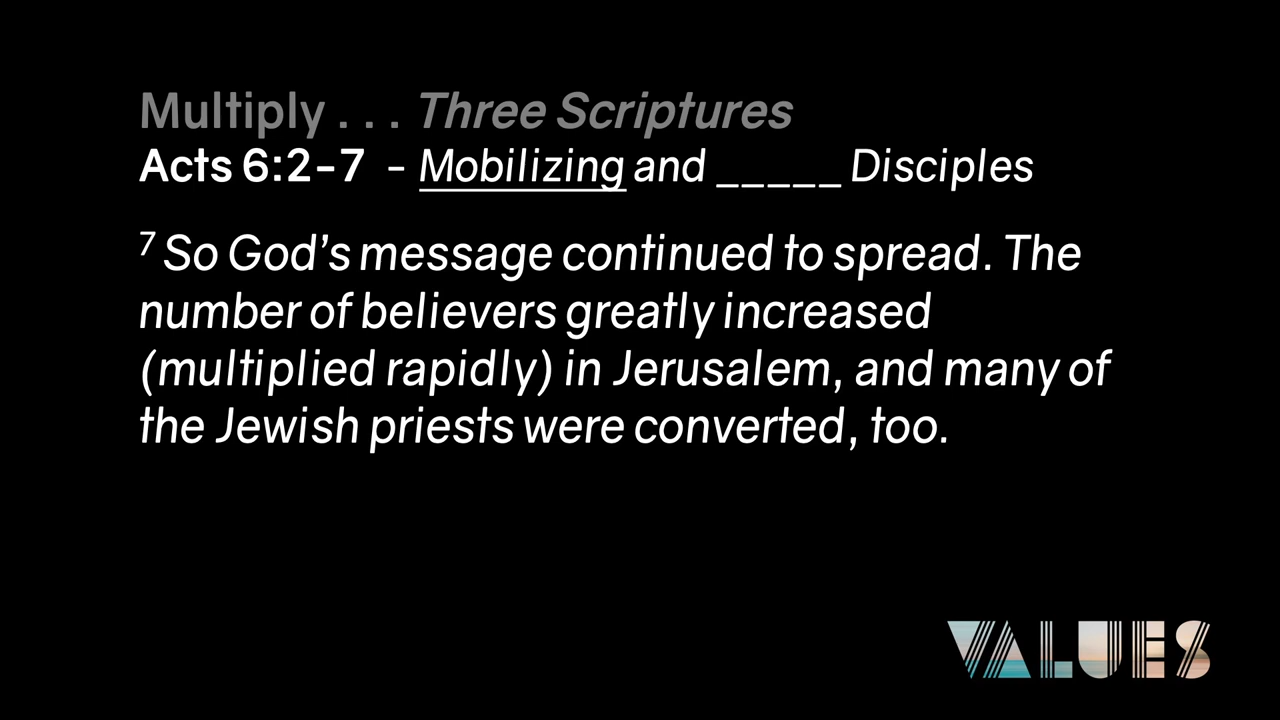 Multiply . . . Three Scriptures
Acts 6:2-7 - Mobilizing and _____ Disciples
7 So God's message continued to spread. The
number of believers greatly increased
(multiplied rapidly) in Jerusalem, and many of
the Jewish priests were converted, too.
VALUES